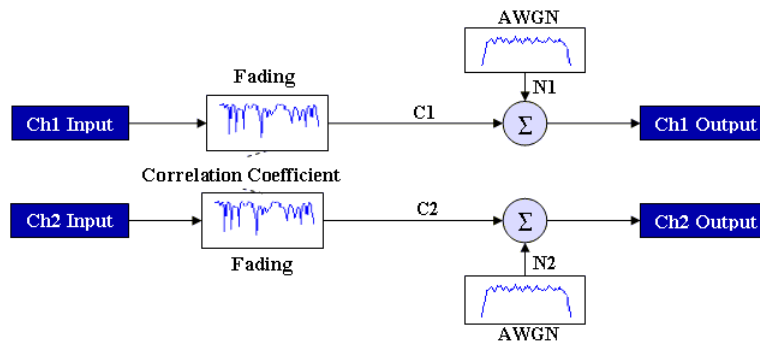 AWGN
Fading
N1
C1
Ch1 Input
Σ
Ch1 Output
Correlation Coefficient
C2
Ch2 Input
Σ
Ch2 Output
Fading
N2
AWGN